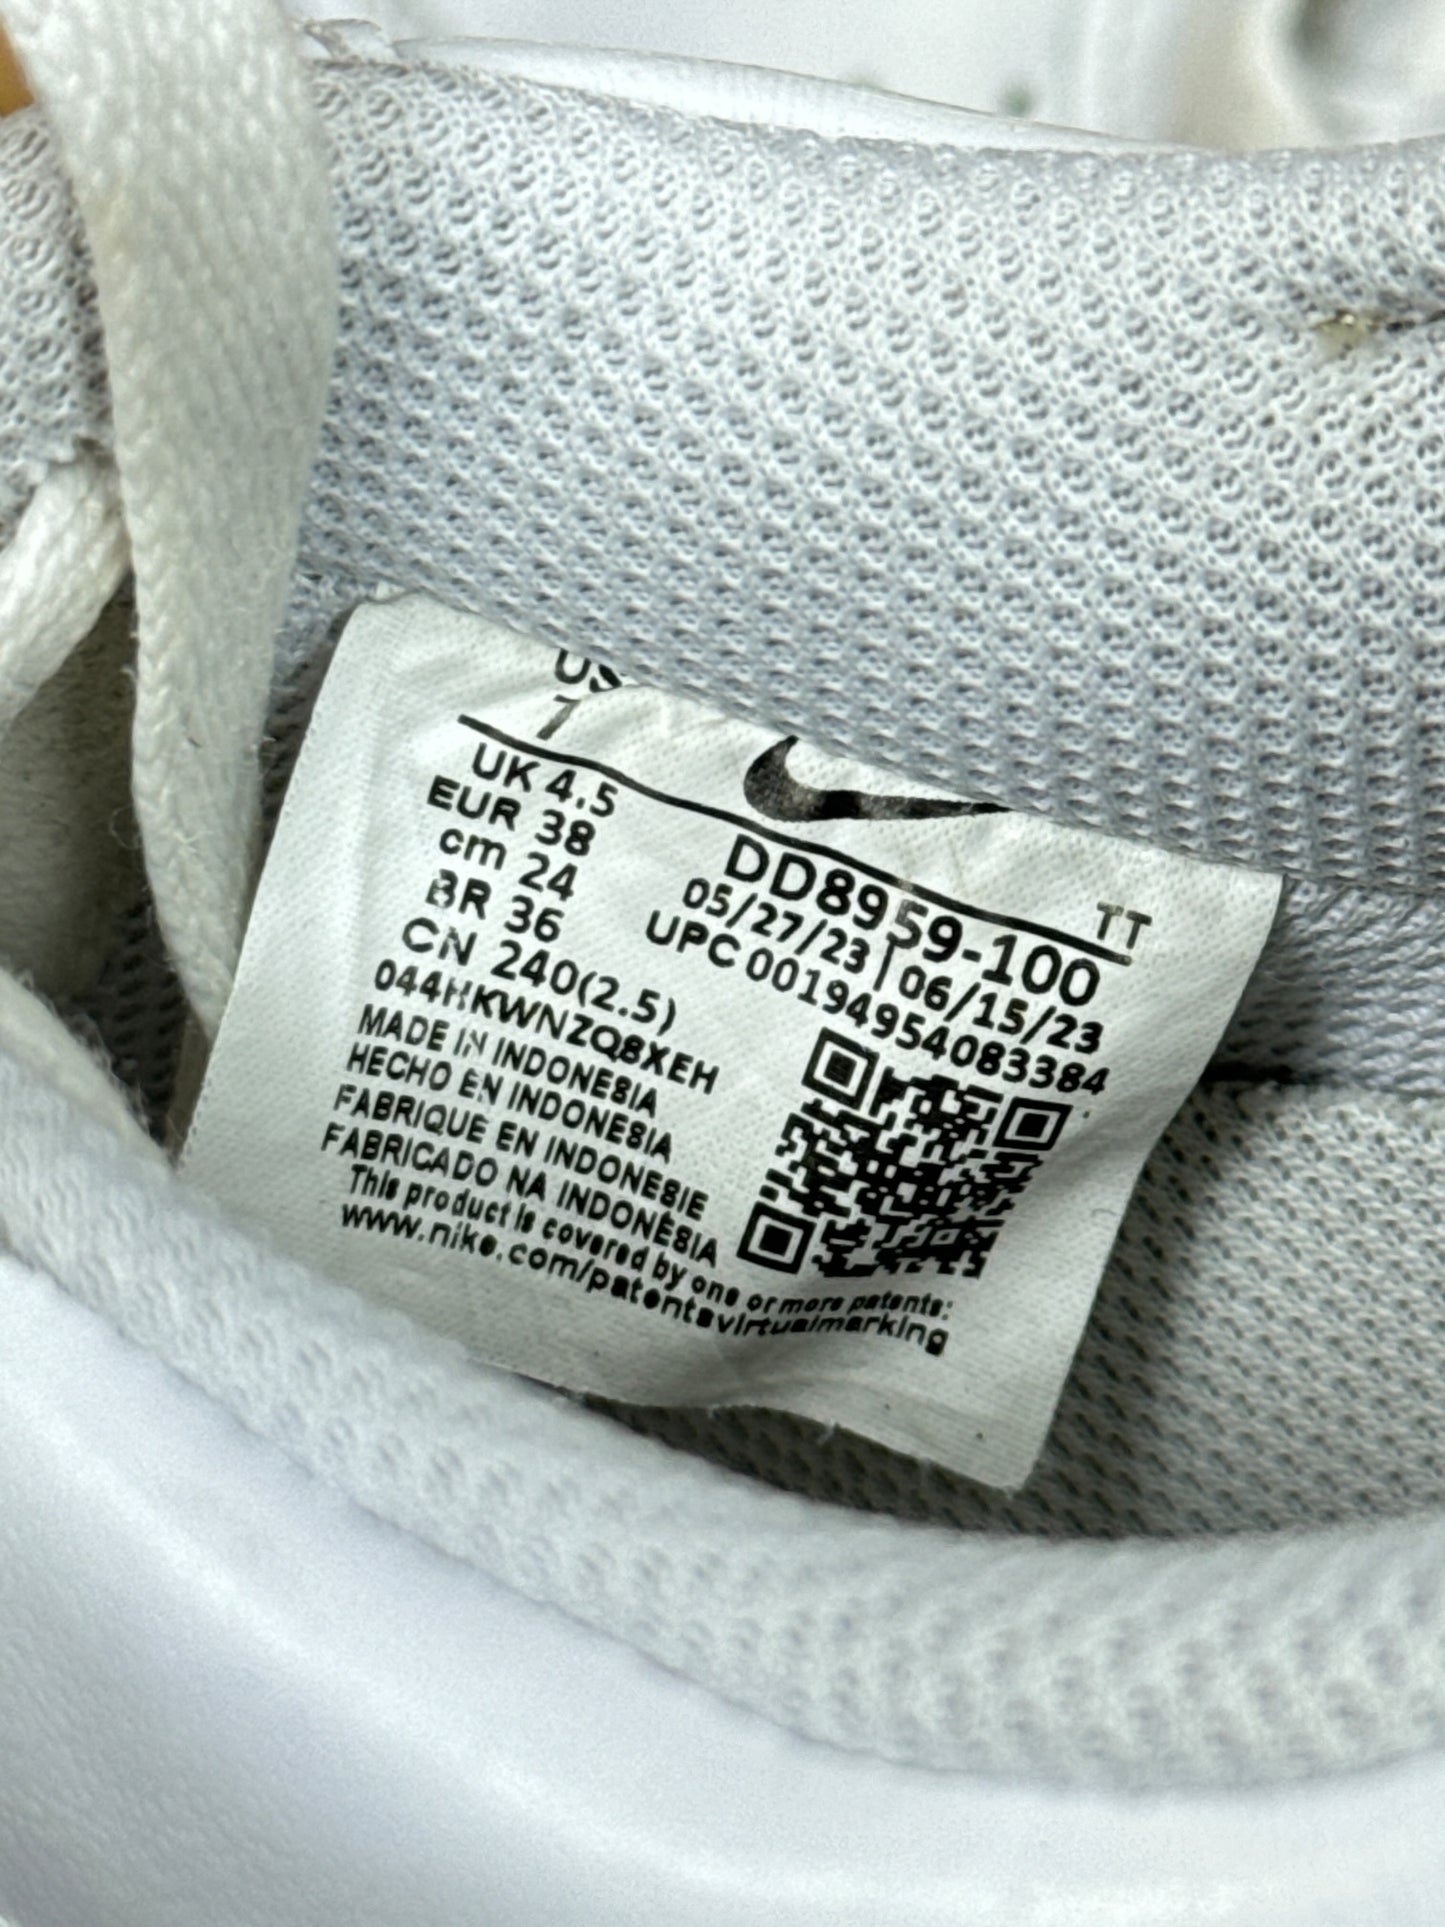 US
7
UK 4.5
EUR 38
cm 24
BR 36
CN 240(2.5)
TT
DD8959-100
05/27/23 | 06/15/23
UPC 00194954083384
044HKWNZQ8XEH
MADE IN INDONESIA
HECHO EN INDONESIA
FABRIQUE EN INDONESIE
FABRICADO NA INDONÉSIA
This product is covered by one or more patents:
www.nike.com/patentsvirtualmarking